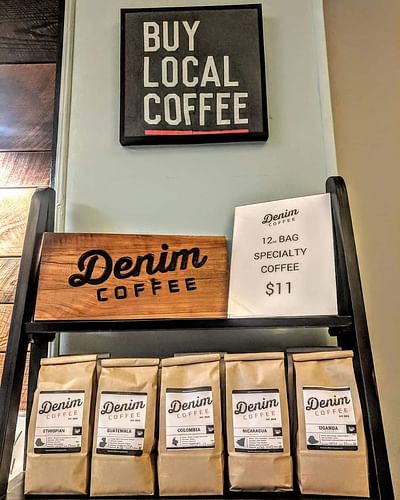 BUY
LOCAL
COFFEE
Denim
COFFEE
Denim
COFFEE
12oz BAG
SPECIALTY
COFFEE
$11
Denim
COFFEE
ETHIOPIAN
Denim
COFFEE
GUATEMALA
Denim
COFFEE
COLOMBIA
Denim
COFFEE
NICARAGUA
Denim
COFFEE
UGANDA